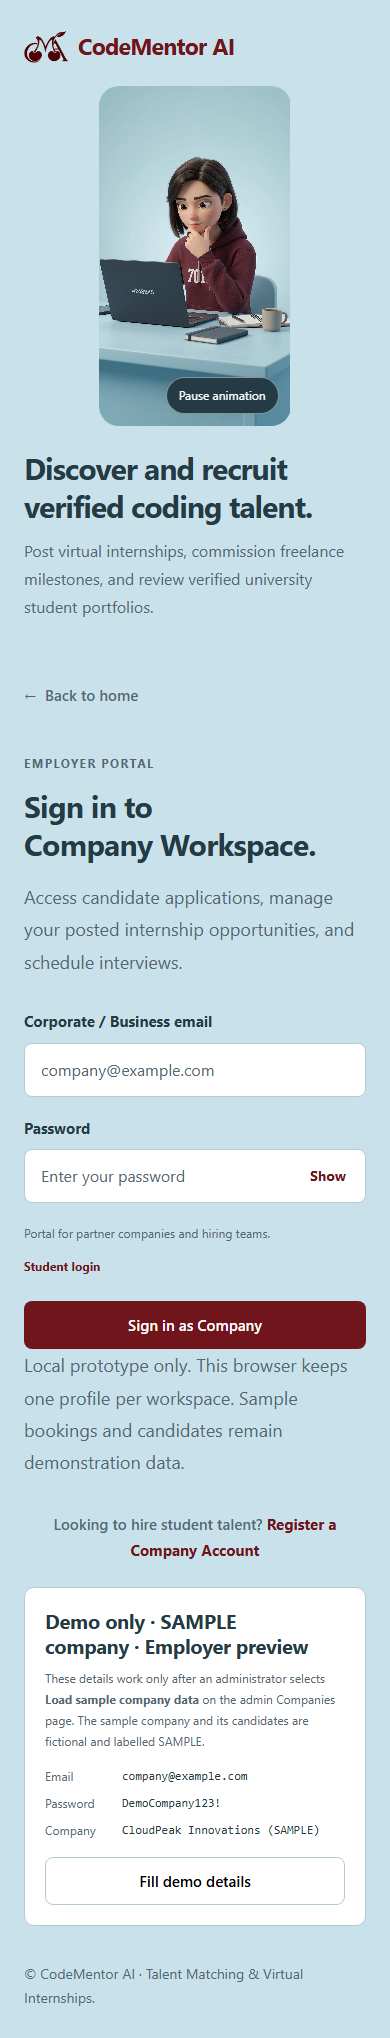 CodeMentor AI
Pause animation
Discover and recruit
verified coding talent.
Post virtual internships, commission freelance
milestones, and review verified university
student portfolios.
← Back to home
EMPLOYER PORTAL
Sign in to
Company Workspace.
Access candidate applications, manage
your posted internship opportunities, and
schedule interviews.
Corporate / Business email
company@example.com
Password
Enter your password
Show
Portal for partner companies and hiring teams.
Student login
Sign in as Company
Local prototype only. This browser keeps
one profile per workspace. Sample
bookings and candidates remain
demonstration data.
Looking to hire student talent? Register a
Company Account
Demo only · SAMPLE
company · Employer preview
These details work only after an administrator selects
Load sample company data on the admin Companies
page. The sample company and its candidates are
fictional and labelled SAMPLE.
Email company@example.com
Password DemoCompany123!
Company CloudPeak Innovations (SAMPLE)
Fill demo details
© CodeMentor AI · Talent Matching & Virtual
Internships.